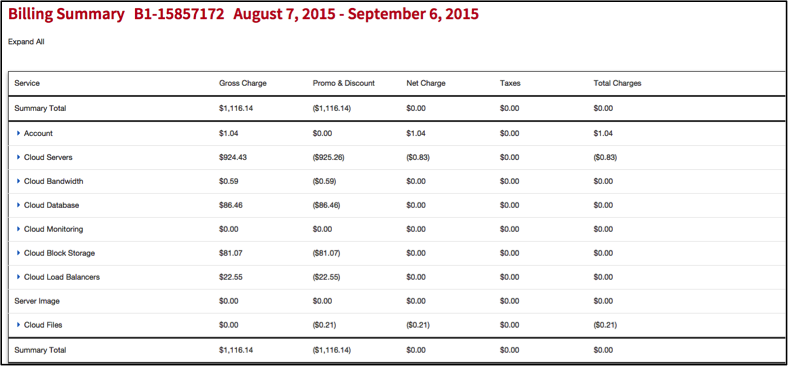 Billing Summary B1-15857172 August 7, 2015 - September 6, 2015
Expand All
Service Gross Charge Promo & Discount Net Charge Taxes Total Charges
Summary Total $1,116.14 ($1,116.14) $0.00 $0.00 $0.00
Account $1.04 $0.00 $1.04 $0.00 $1.04
Cloud Servers $924.43 ($925.26) ($0.83) $0.00 ($0.83)
Cloud Bandwidth $0.59 ($0.59) $0.00 $0.00 $0.00
Cloud Database $86.46 ($86.46) $0.00 $0.00 $0.00
Cloud Monitoring $0.00 $0.00 $0.00 $0.00 $0.00
Cloud Block Storage $81.07 ($81.07) $0.00 $0.00 $0.00
Cloud Load Balancers $22.55 ($22.55) $0.00 $0.00 $0.00
Server Image $0.00 $0.00 $0.00 $0.00 $0.00
Cloud Files $0.00 ($0.21) ($0.21) $0.00 ($0.21)
Summary Total $1,116.14 ($1,116.14) $0.00 $0.00 $0.00